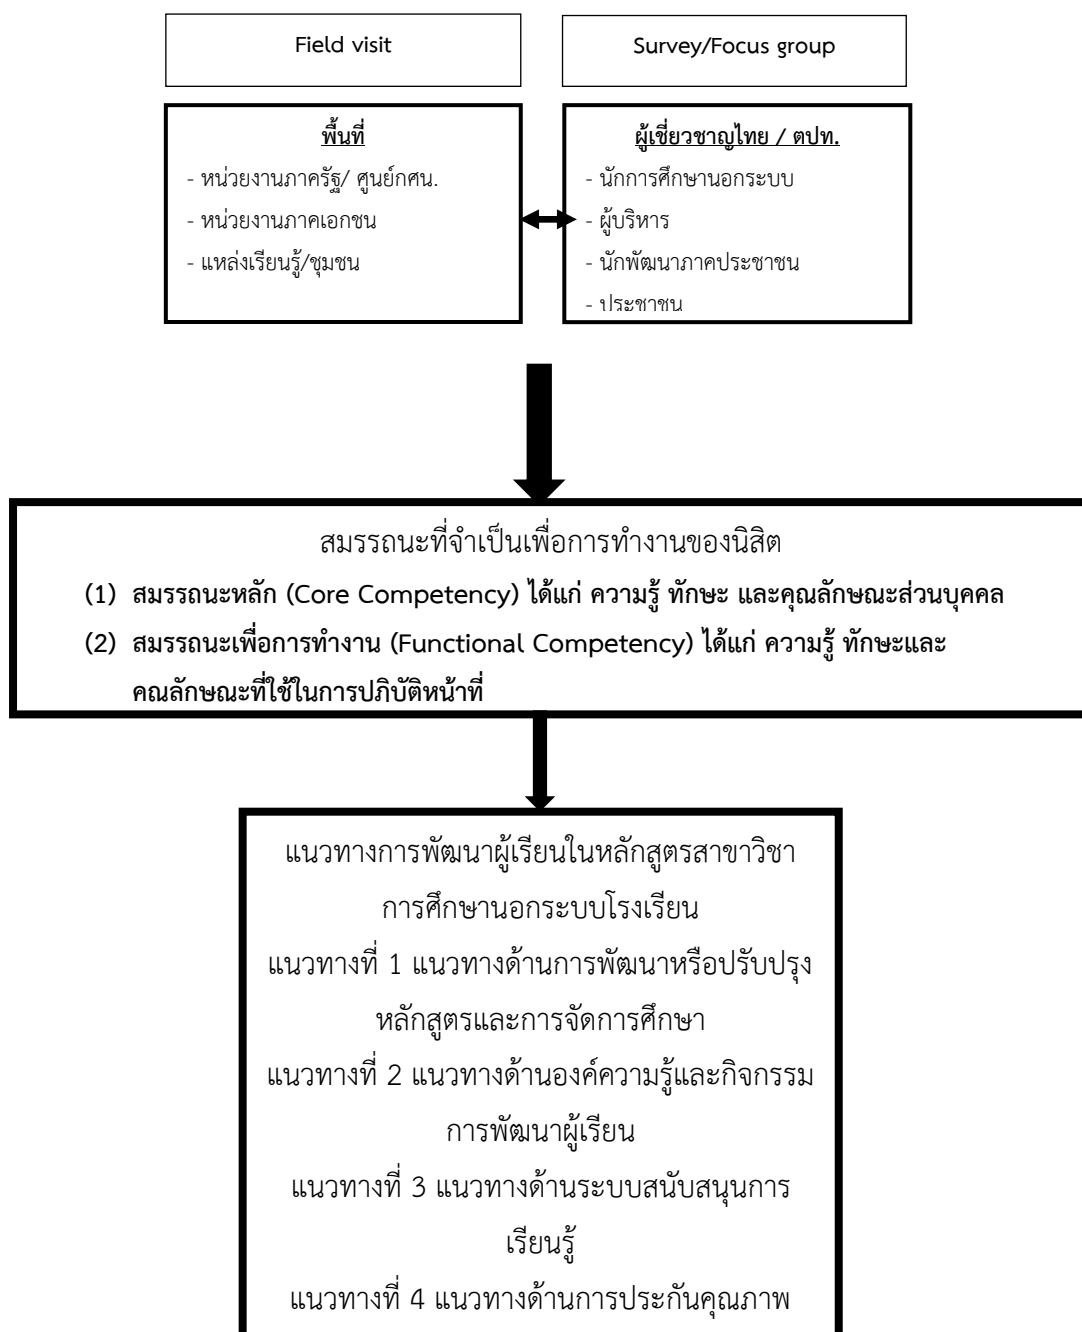 Field visit
Survey/Focus group
พื้นที่
- หน่วยงานภาครัฐ/ ศูนย์กศน.
- หน่วยงานภาคเอกชน
- แหล่งเรียนรู้/ชุมชน
ผู้เชี่ยวชาญไทย / ตปท.
- นักการศึกษานอกระบบ
- ผู้บริหาร
- นักพัฒนาภาคประชาชน
- ประชาชน
สมรรถนะที่จำเป็นเพื่อการทำงานของนิสิต
(1) สมรรถนะหลัก (Core Competency) ได้แก่ ความรู้ ทักษะ และคุณลักษณะส่วนบุคคล
(2) สมรรถนะเพื่อการทำงาน (Functional Competency) ได้แก่ ความรู้ ทักษะและ
คุณลักษณะที่ใช้ในการปฏิบัติหน้าที่
แนวทางการพัฒนาผู้เรียนในหลักสูตรสาขาวิชา
การศึกษานอกระบบโรงเรียน
แนวทางที่ 1 แนวทางด้านการพัฒนาหรือปรับปรุง
หลักสูตรและการจัดการศึกษา
แนวทางที่ 2 แนวทางด้านองค์ความรู้และกิจกรรม
การพัฒนาผู้เรียน
แนวทางที่ 3 แนวทางด้านระบบสนับสนุนการ
เรียนรู้
แนวทางที่ 4 แนวทางด้านการประกันคุณภาพ